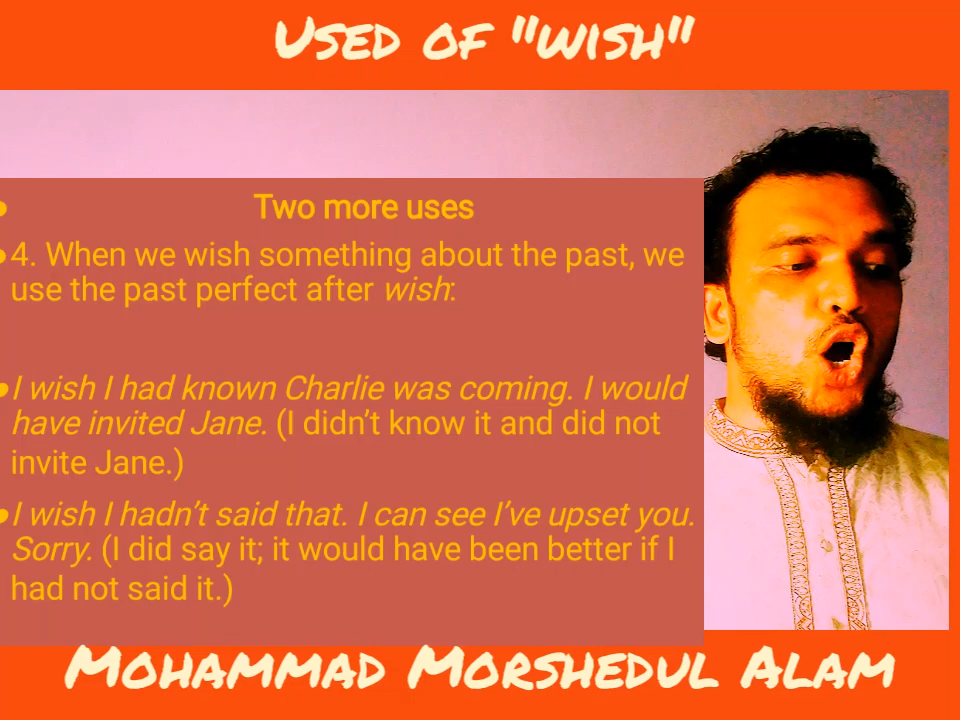 Used of "wish"
Two more uses
4. When we wish something about the past, we
use the past perfect after wish:
I wish I had known Charlie was coming. I would
have invited Jane. (I didn’t know it and did not
invite Jane.)
I wish I hadn’t said that. I can see I’ve upset you.
Sorry. (I did say it; it would have been better if I
had not said it.)
Mohammad Morshedul Alam